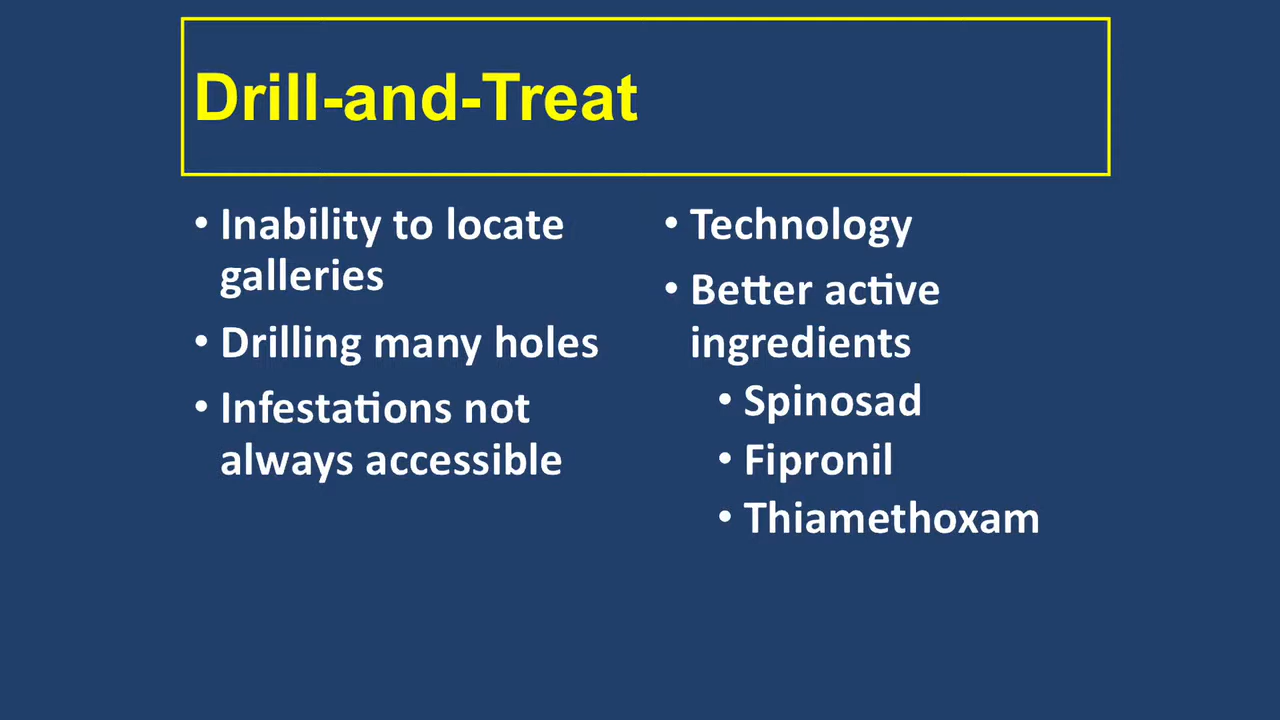 Drill-and-Treat
• Inability to locate
galleries
• Drilling many holes
• Infestations not
always accessible
• Technology
• Better active
ingredients
• Spinosad
• Fipronil
• Thiamethoxam